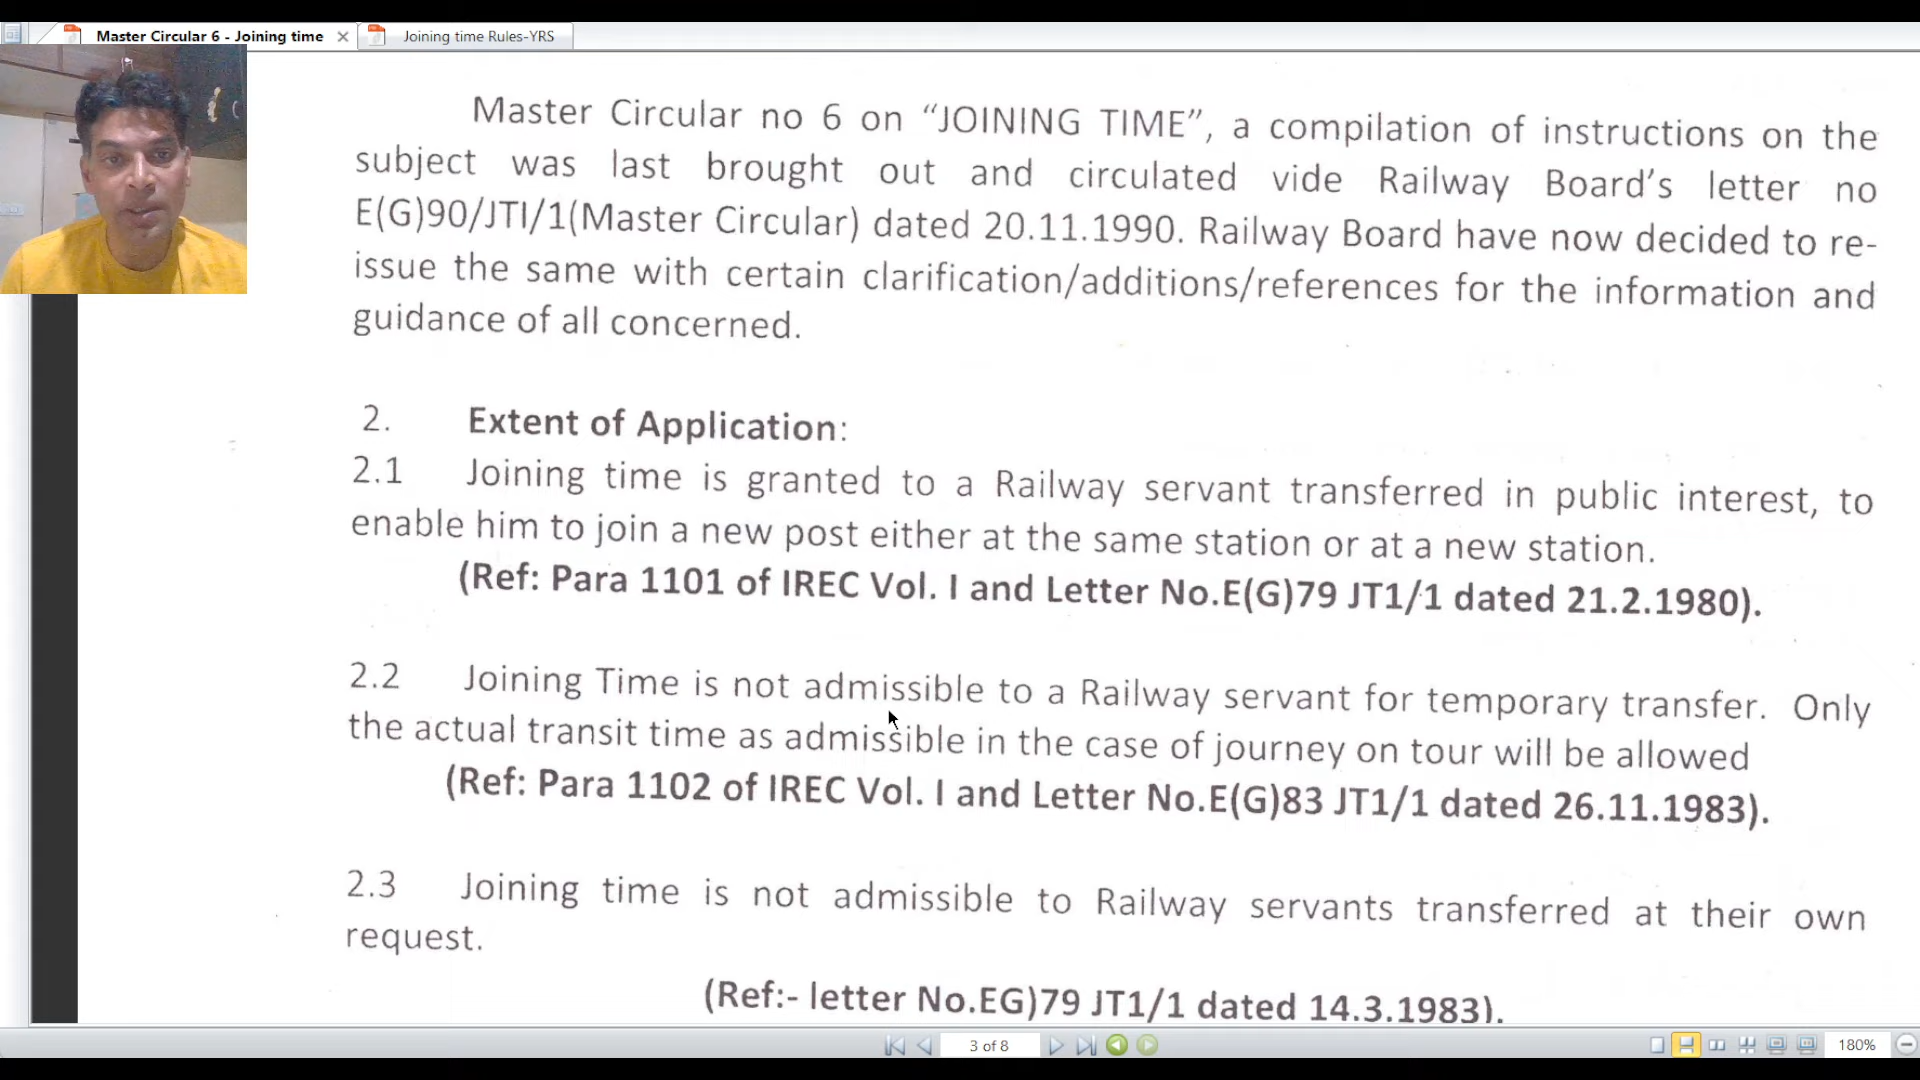 Master Circular 6 - Joining time
Joining time Rules-YRS
Master Circular no 6 on “JOINING TIME”, a compilation of instructions on the
subject was last brought out and circulated vide Railway Board’s letter no
E(G)90/JTI/1(Master Circular) dated 20.11.1990. Railway Board have now decided to re-
issue the same with certain clarification/additions/references for the information and
guidance of all concerned.
2. Extent of Application:
2.1 Joining time is granted to a Railway servant transferred in public interest, to
enable him to join a new post either at the same station or at a new station.
(Ref: Para 1101 of IREC Vol. I and Letter No.E(G)79 JT1/1 dated 21.2.1980).
2.2 Joining Time is not admissible to a Railway servant for temporary transfer. Only
the actual transit time as admissible in the case of journey on tour will be allowed
(Ref: Para 1102 of IREC Vol. I and Letter No.E(G)83 JT1/1 dated 26.11.1983).
2.3 Joining time is not admissible to Railway servants transferred at their own
request.
(Ref:- letter No.EG)79 JT1/1 dated 14.3.1983).
3 of 8
180%